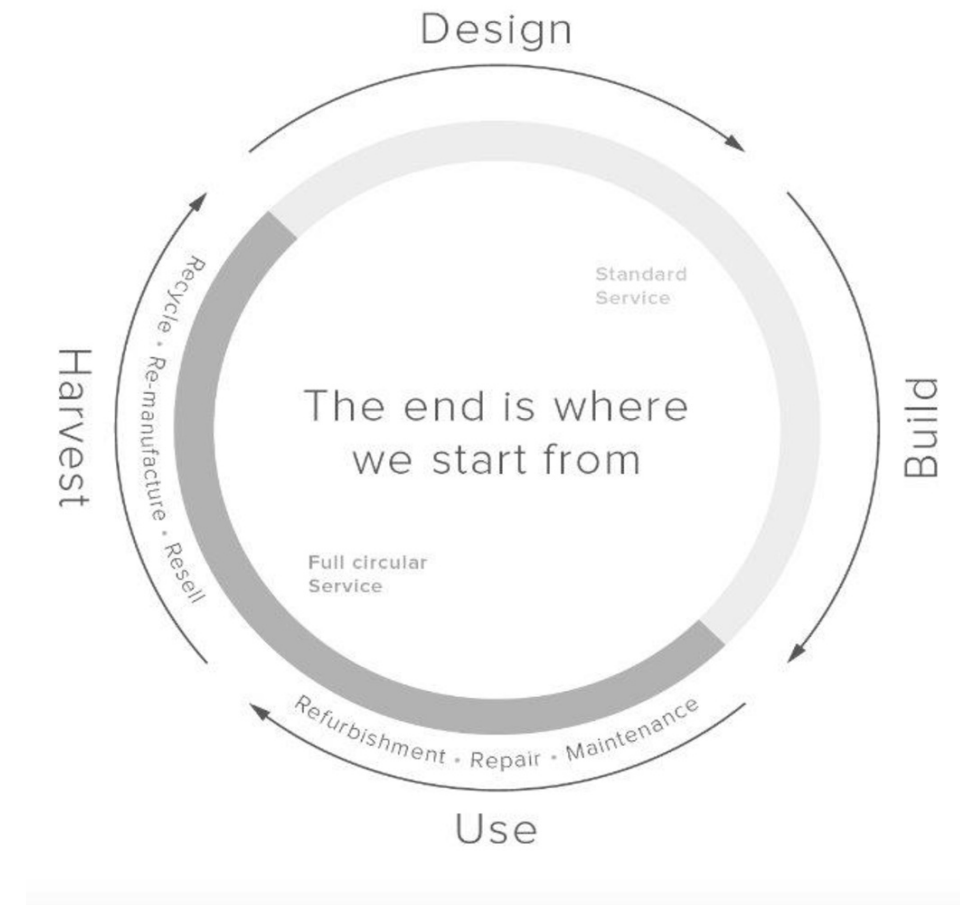 Design
Standard
Service
Build
The end is where
we start from
Harvest
Recycle • Re-manufacture • Resell
Full circular
Service
Refurbishment • Repair • Maintenance
Use